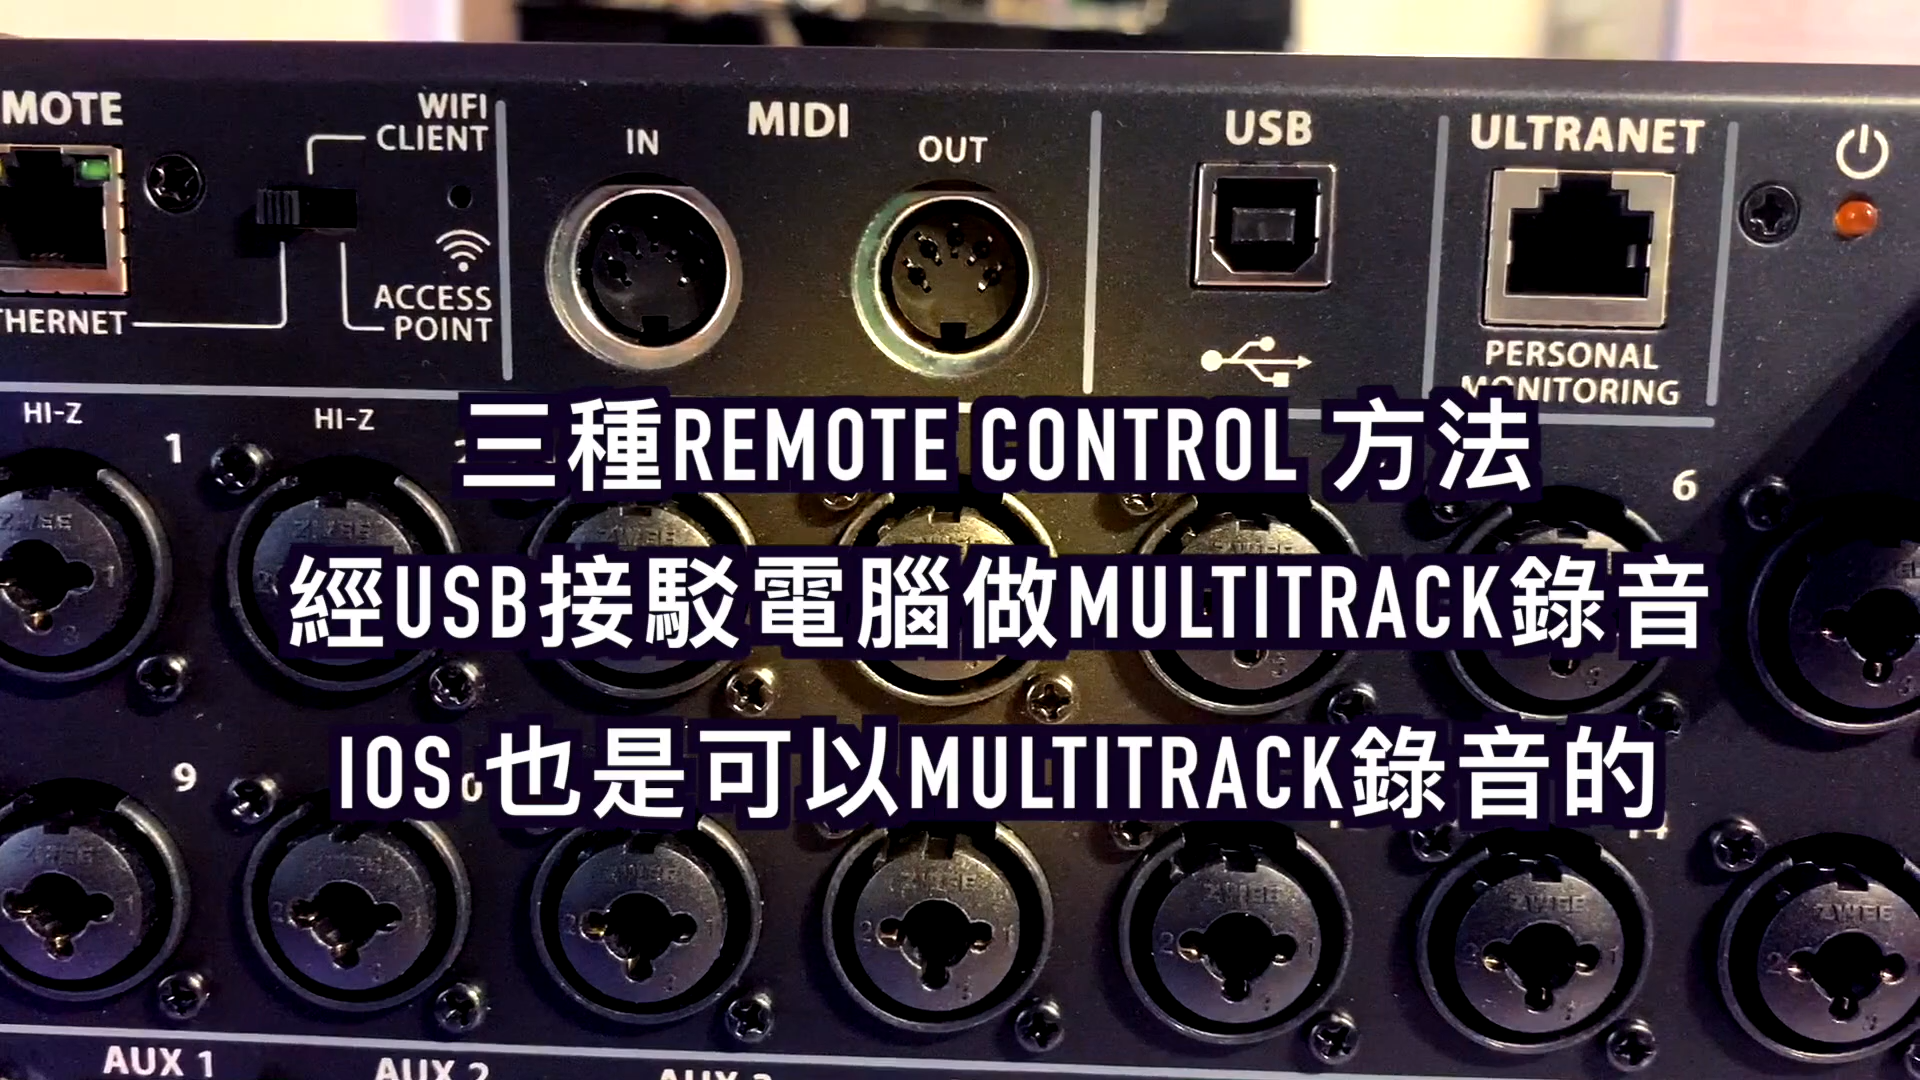 MOTE
WIFI
CLIENT
MIDI
IN
OUT
USB
ULTRANET
ACCESS
POINT
THERNET
PERSONAL
MONITORING
HI-Z
HI-Z
1
6
三種REMOTE CONTROL 方法
經USB接駁電腦做MULTITRACK錄音
IOS 也是可以MULTITRACK錄音的
9
AUX 1
AUX 2